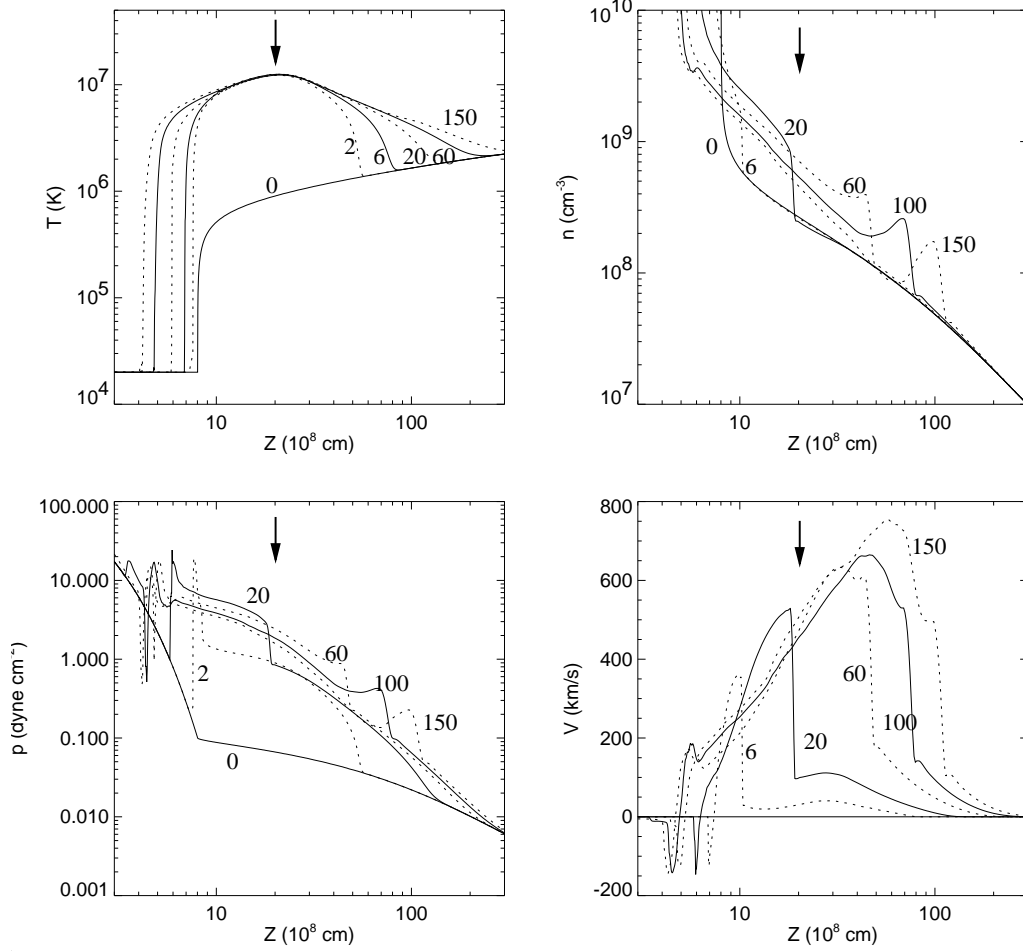 10⁷
10⁶
10⁵
10⁴
T (K)
10 100
Z (10⁸ cm)
0 2 6 20 60 150
10¹⁰
10⁹
10⁸
10⁷
n (cm⁻³)
10 100
Z (10⁸ cm)
0 6 20 60 100 150
100.000
10.000
1.000
0.100
0.010
0.001
p (dyne cm⁻²)
10 100
Z (10⁸ cm)
0 2 20 60 100 150
800
600
400
200
0
-200
V (km/s)
10 100
Z (10⁸ cm)
6 20 60 100 150